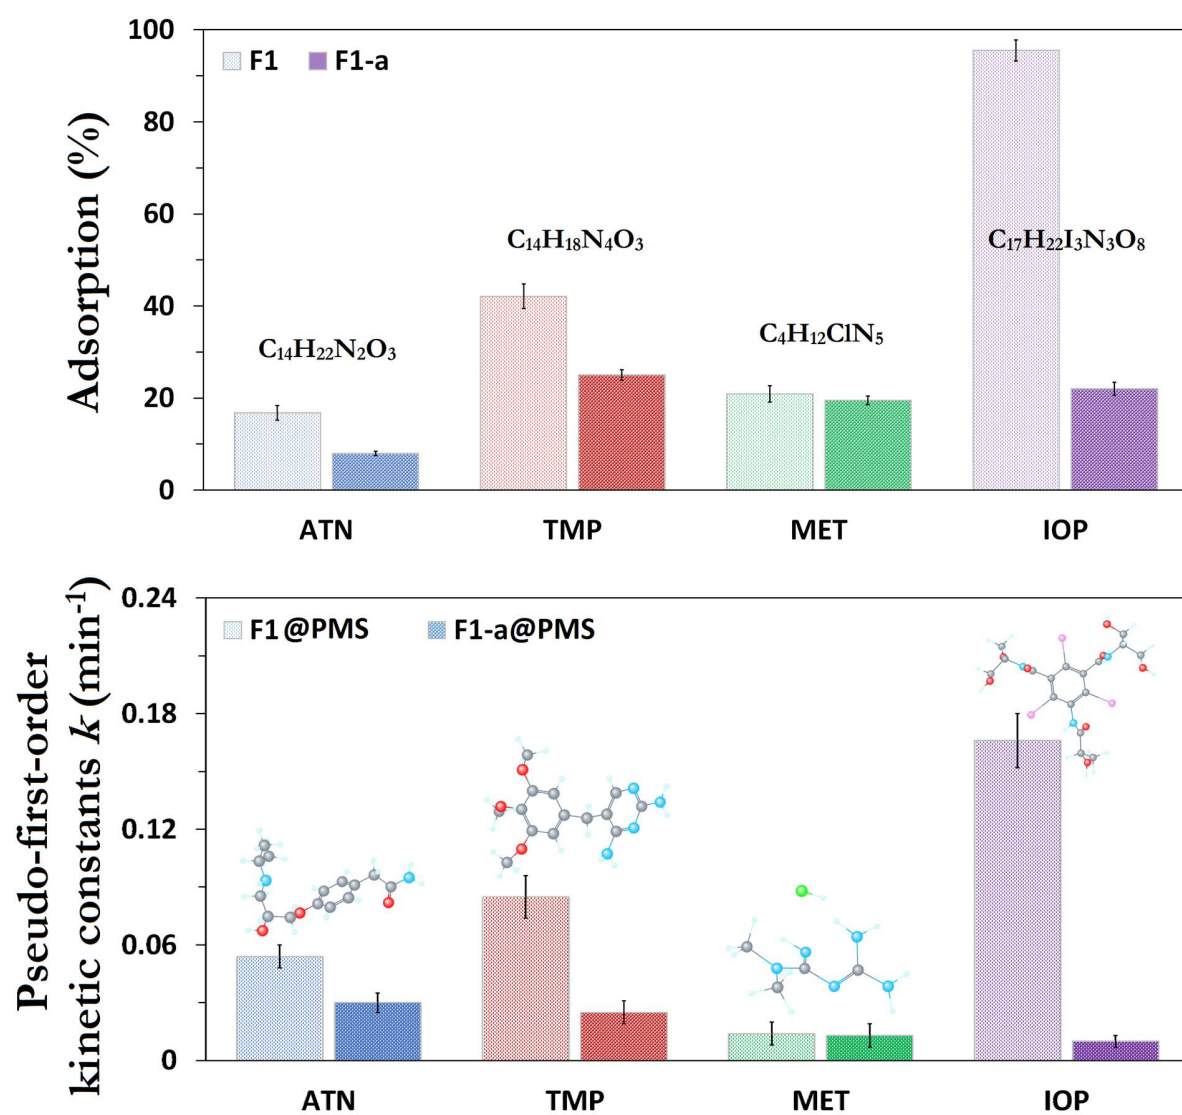 Adsorption (%)
100
80
60
40
20
0
F1
F1-a
C₁₄H₂₂N₂O₃
C₁₄H₁₈N₄O₃
C₄H₁₂ClN₅
C₁₇H₂₂I₃N₃O₈
ATN
TMP
MET
IOP
Pseudo-first-order
kinetic constants k (min⁻¹)
0.24
0.18
0.12
0.06
0
F1@PMS
F1-a@PMS
ATN
TMP
MET
IOP